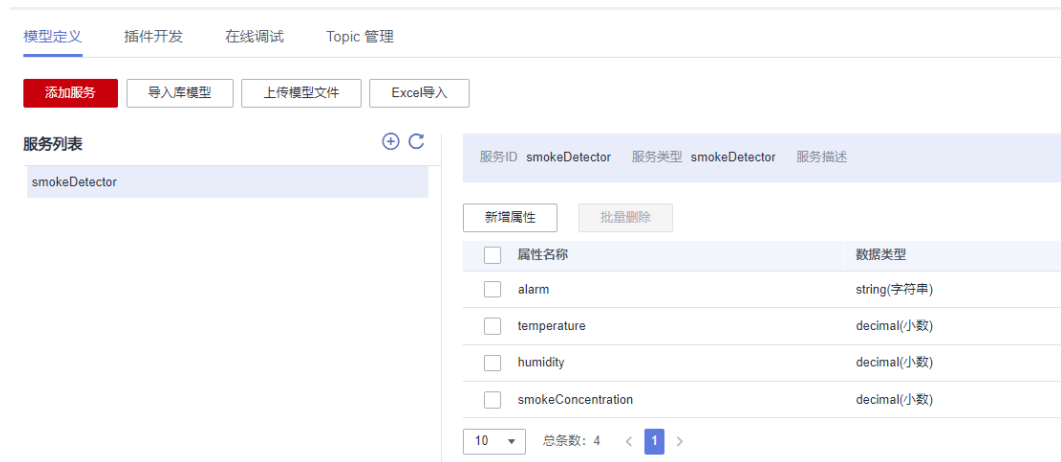 模型定义 插件开发 在线调试 Topic 管理
添加服务 导入库模型 上传模型文件 Excel导入
服务列表
smokeDetector
服务ID smokeDetector 服务类型 smokeDetector 服务描述
新增属性 批量删除
属性名称 数据类型
alarm string(字符串)
temperature decimal(小数)
humidity decimal(小数)
smokeConcentration decimal(小数)
10 总条数: 4 < 1 >